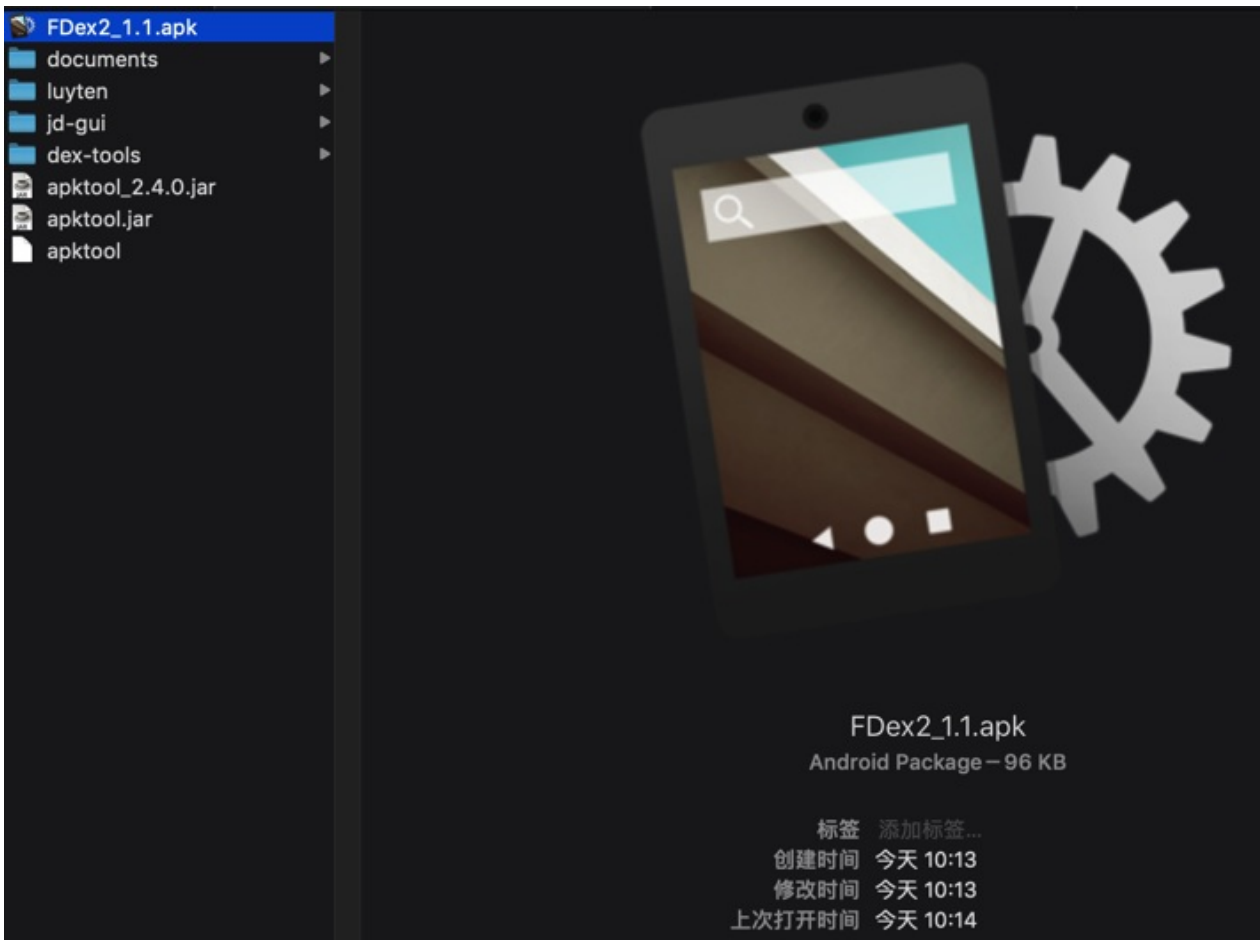 FDex2_1.1.apk
documents
luyten
jd-gui
dex-tools
apktool_2.4.0.jar
apktool.jar
apktool
FDex2_1.1.apk
Android Package – 96 KB
标签 添加标签...
创建时间 今天 10:13
修改时间 今天 10:13
上次打开时间 今天 10:14